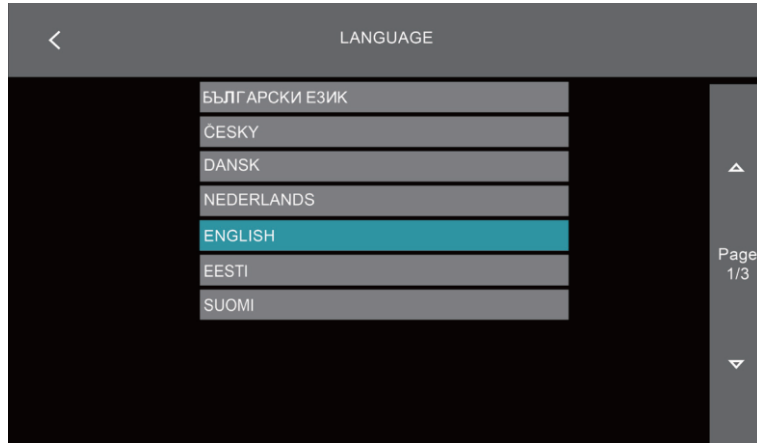 LANGUAGE
БЪЛГАРСКИ ЕЗИК
ČESKY
DANSK
NEDERLANDS
ENGLISH
EESTI
SUOMI
Page
1/3